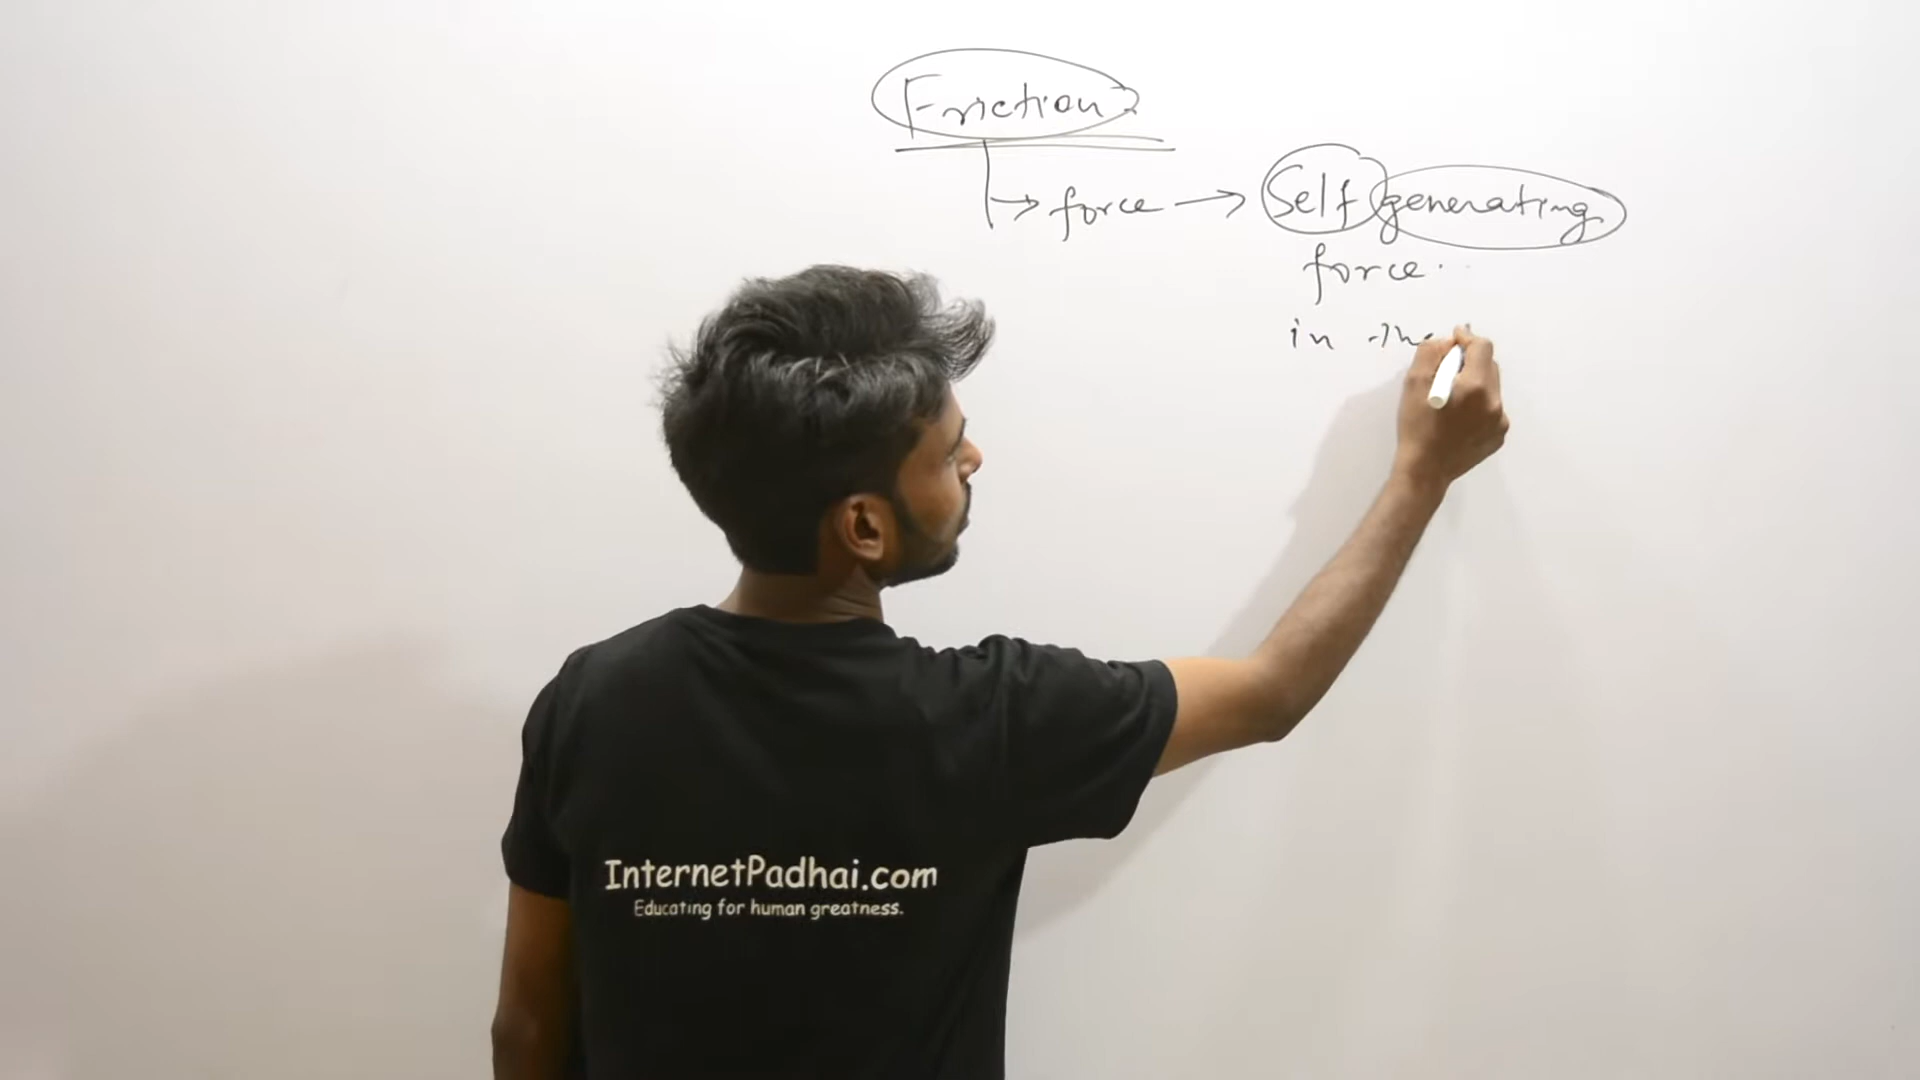 Friction
force → Self generating
force.
in the
InternetPadhai.com
Educating for human greatness.